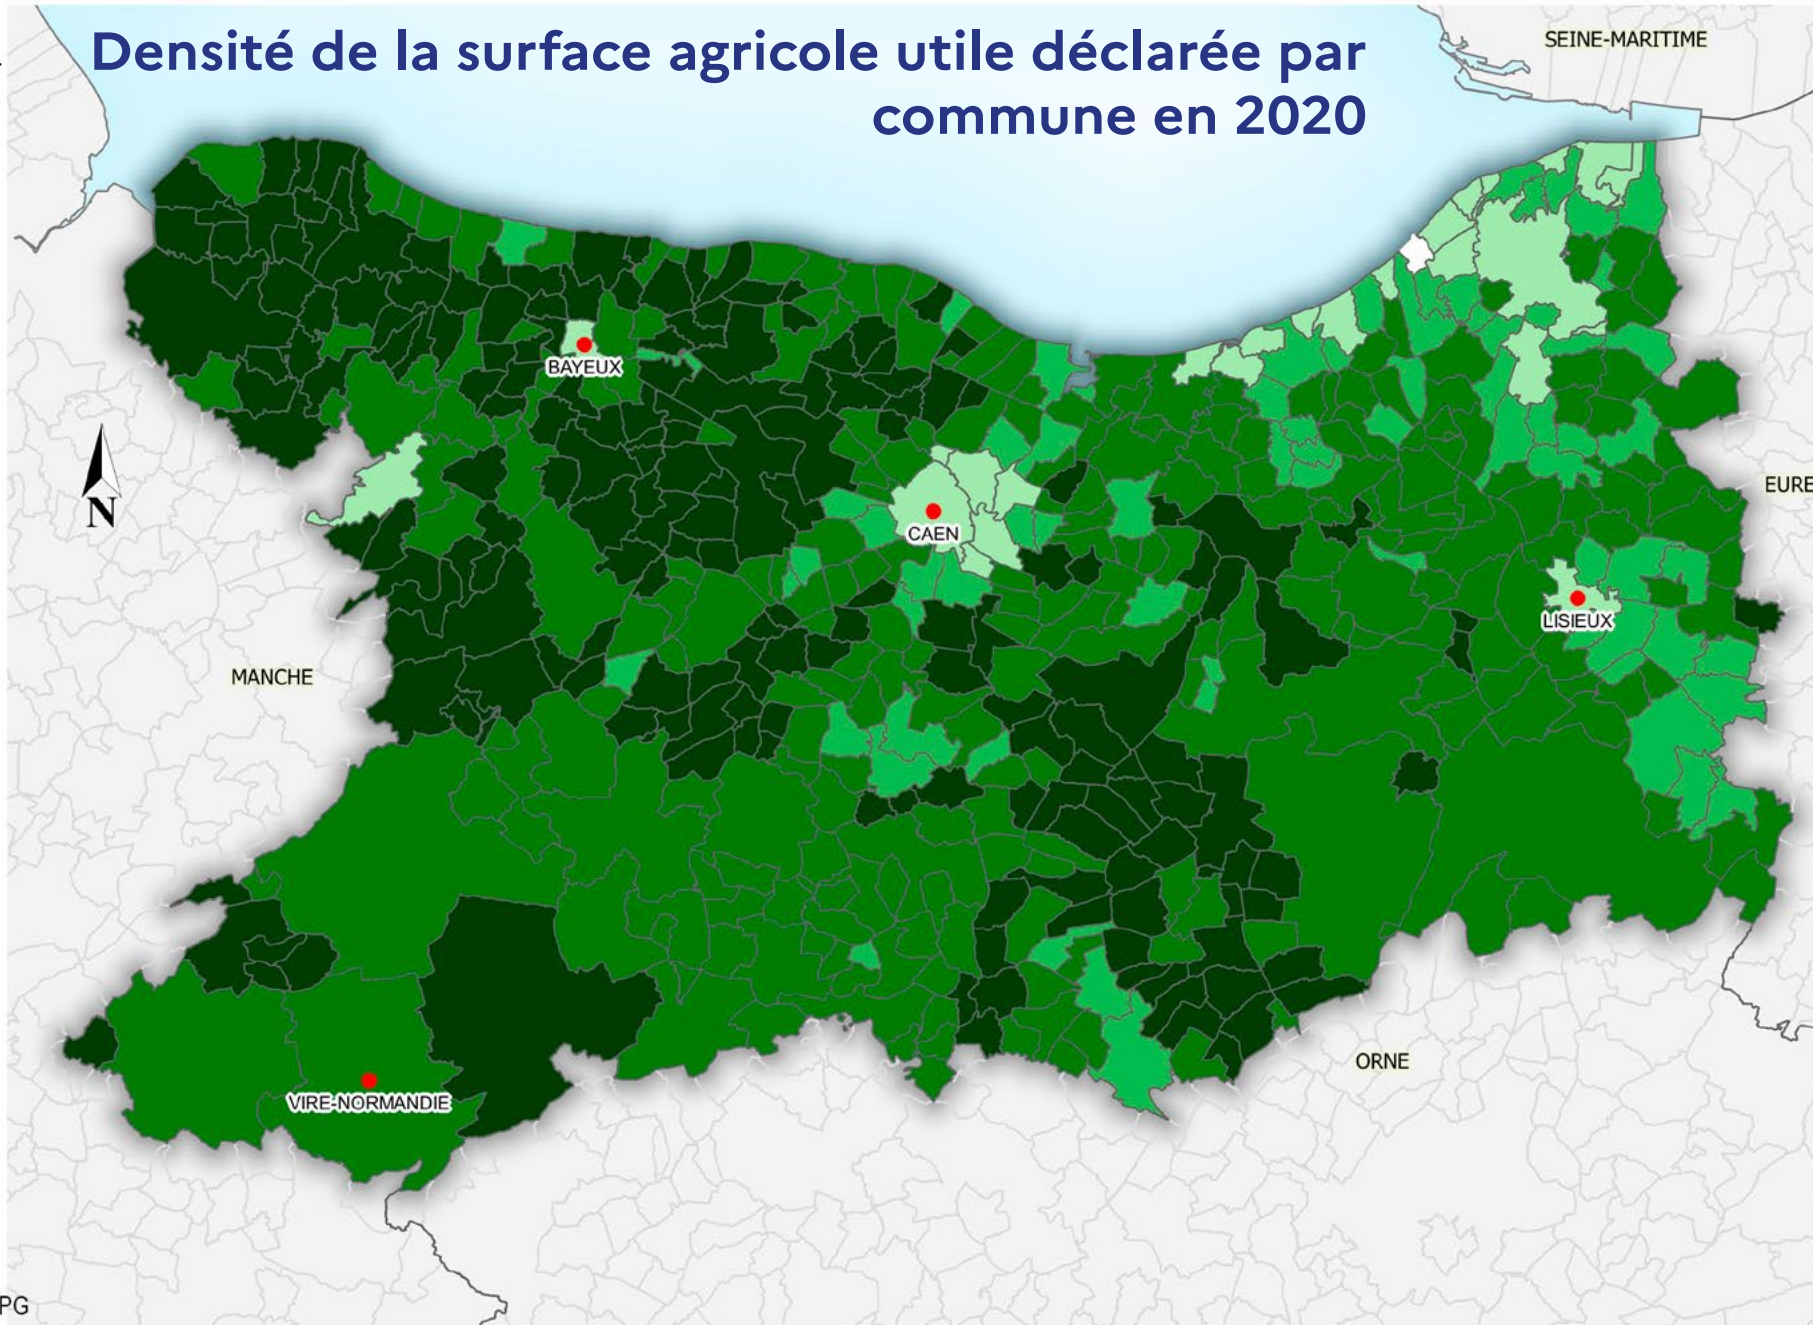 Densité de la surface agricole utile déclarée par
commune en 2020
SEINE-MARITIME
BAYEUX
N
EURE
CAEN
LISIEUX
MANCHE
ORNE
VIRE-NORMANDIE
PG